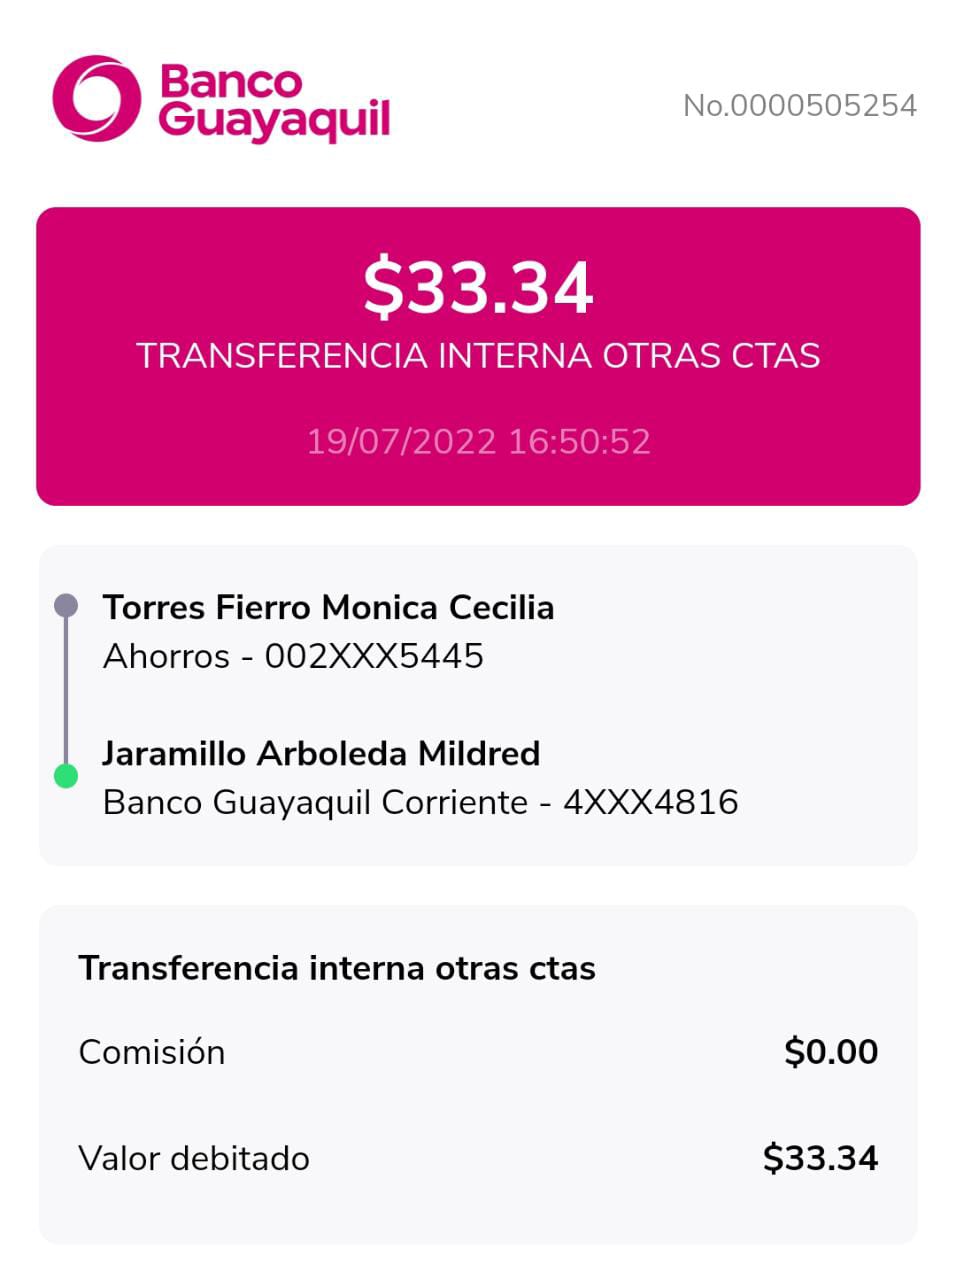 Banco
Guayaquil
No.0000505254
$33.34
TRANSFERENCIA INTERNA OTRAS CTAS
19/07/2022 16:50:52
Torres Fierro Monica Cecilia
Ahorros - 002XXX5445
Jaramillo Arboleda Mildred
Banco Guayaquil Corriente - 4XXX4816
Transferencia interna otras ctas
Comisión $0.00
Valor debitado $33.34